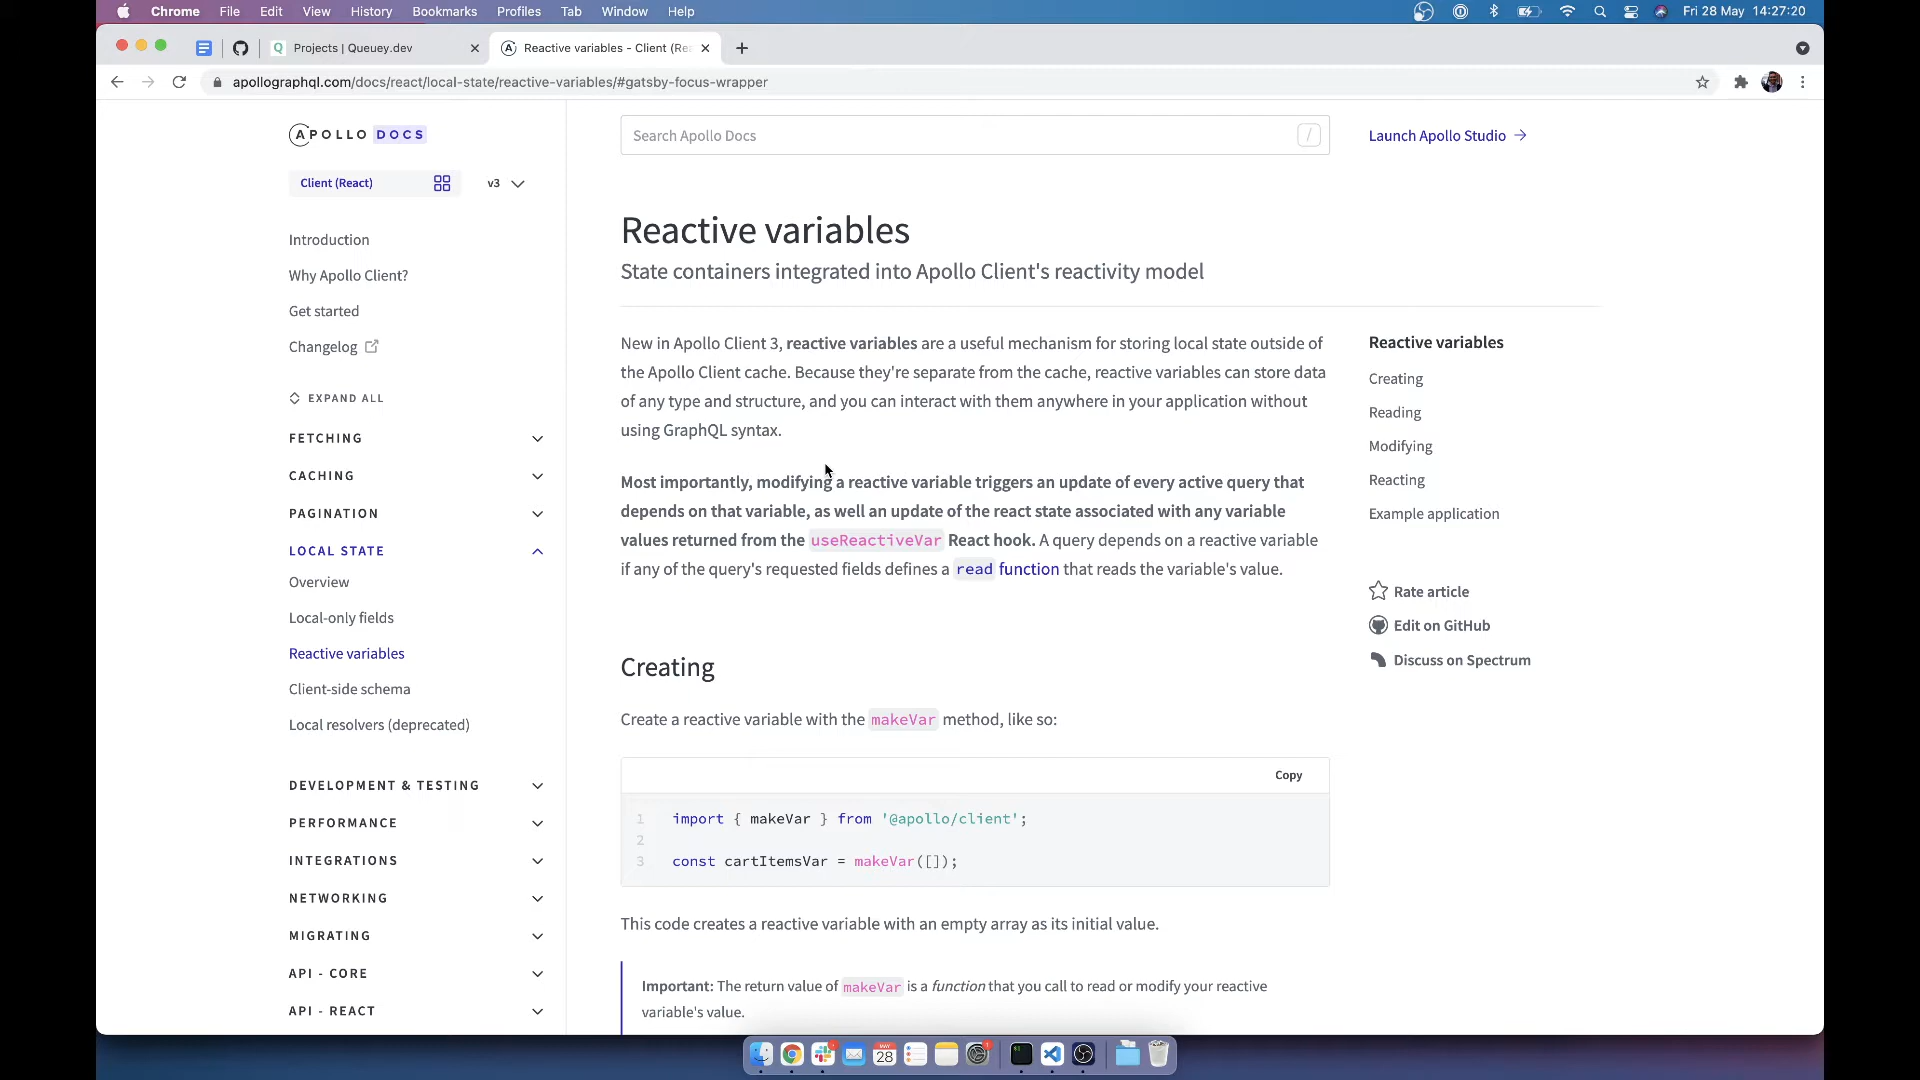 Chrome File Edit View History Bookmarks Profiles Tab Window Help
Fri 28 May 14:27:20
Projects | Queuey.dev
Reactive variables - Client (Re
apollographql.com/docs/react/local-state/reactive-variables/#gatsby-focus-wrapper
APOLLO DOCS
Search Apollo Docs /
Launch Apollo Studio →
Client (React)
v3
Introduction
Why Apollo Client?
Get started
Changelog
EXPAND ALL
FETCHING
CACHING
PAGINATION
LOCAL STATE
Overview
Local-only fields
Reactive variables
Client-side schema
Local resolvers (deprecated)
DEVELOPMENT & TESTING
PERFORMANCE
INTEGRATIONS
NETWORKING
MIGRATING
API - CORE
API - REACT
Reactive variables
State containers integrated into Apollo Client's reactivity model
New in Apollo Client 3, reactive variables are a useful mechanism for storing local state outside of
the Apollo Client cache. Because they're separate from the cache, reactive variables can store data
of any type and structure, and you can interact with them anywhere in your application without
using GraphQL syntax.
Most importantly, modifying a reactive variable triggers an update of every active query that
depends on that variable, as well an update of the react state associated with any variable
values returned from the useReactiveVar React hook. A query depends on a reactive variable
if any of the query's requested fields defines a read function that reads the variable's value.
Creating
Create a reactive variable with the makeVar method, like so:
Copy
1 import { makeVar } from '@apollo/client';
2
3 const cartItemsVar = makeVar([]);
This code creates a reactive variable with an empty array as its initial value.
Important: The return value of makeVar is a function that you call to read or modify your reactive
variable's value.
Reactive variables
Creating
Reading
Modifying
Reacting
Example application
Rate article
Edit on GitHub
Discuss on Spectrum
28